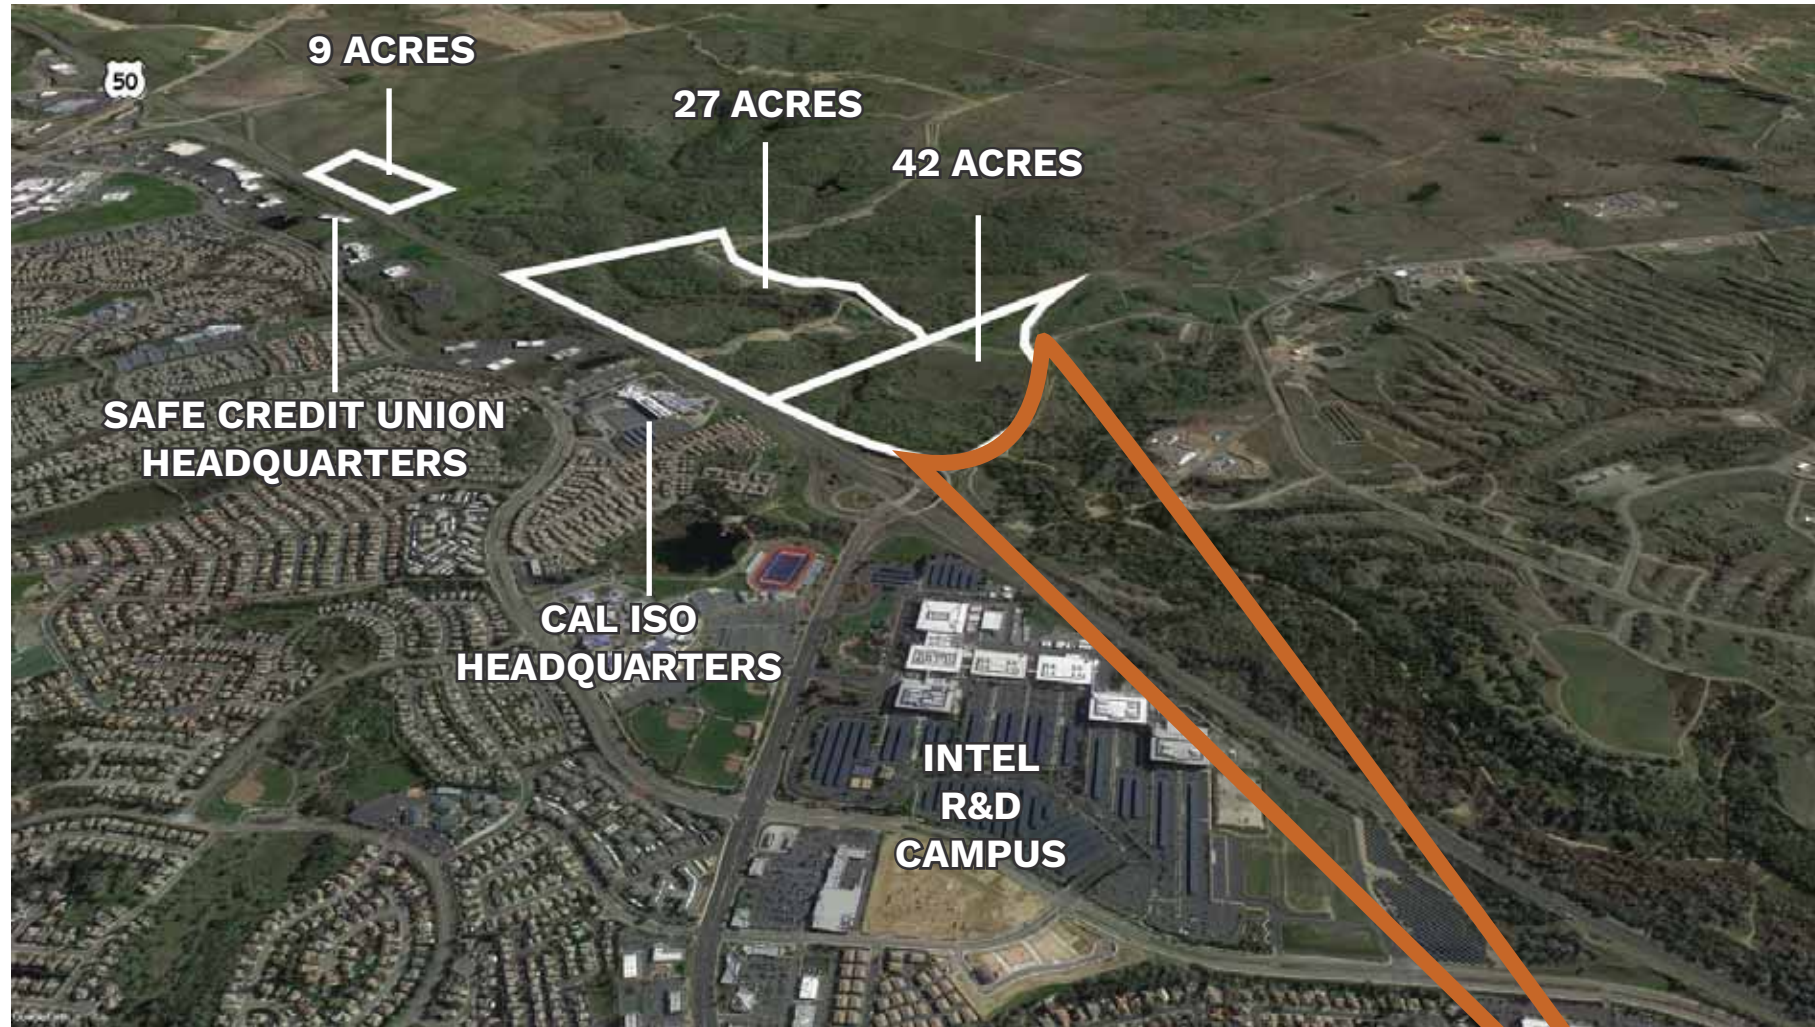 9 ACRES
50
27 ACRES
42 ACRES
SAFE CREDIT UNION
HEADQUARTERS
CAL ISO
HEADQUARTERS
INTEL
R&D
CAMPUS